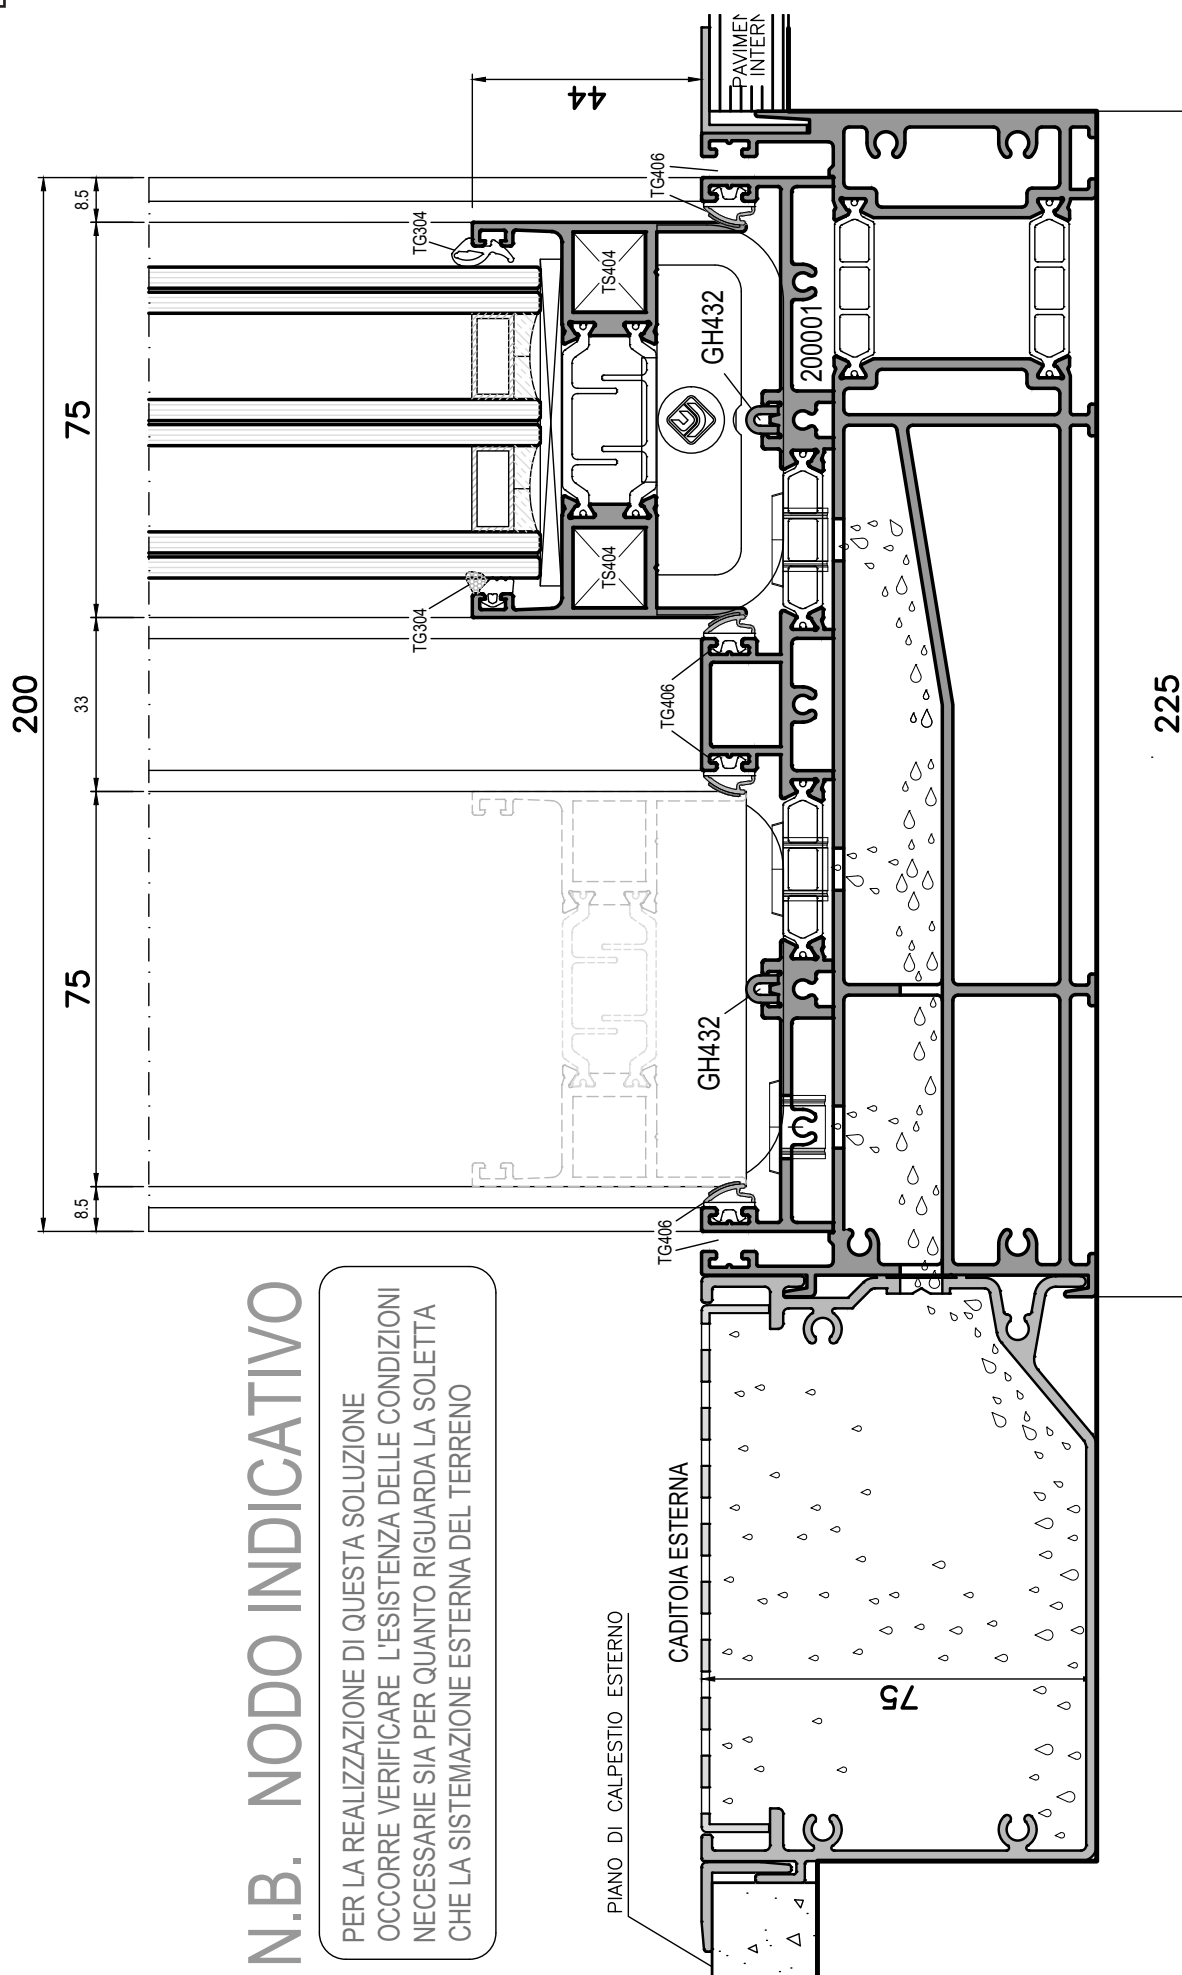 N.B. NODO INDICATIVO
PER LA REALIZZAZIONE DI QUESTA SOLUZIONE
OCCORRE VERIFICARE L'ESISTENZA DELLE CONDIZIONI
NECESSARIE SIA PER QUANTO RIGUARDA LA SOLETTA
CHE LA SISTEMAZIONE ESTERNA DEL TERRENO
200
8.5
75
33
75
8.5
TG304
TG304
TS404
TS404
44
PIANO DI CALPESTIO ESTERNO
CADITOIA ESTERNA
TG406
TG406
TG406
GH432
GH432
PAVIMEN
INTERN
200001
75
225